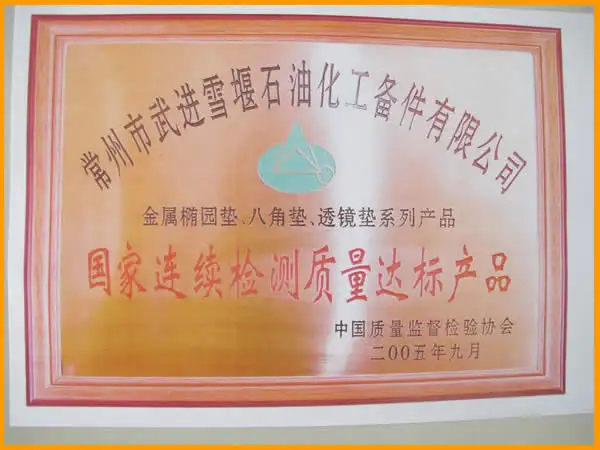 常州市武进雪堰石油化工备件有限公司
金属椭园垫、八角垫、透镜垫系列产品
国家连续检测质量达标产品
中国质量监督检验协会
二00五年九月